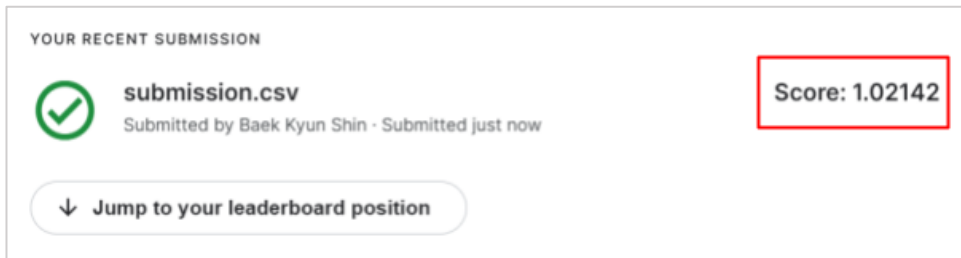 YOUR RECENT SUBMISSION
submission.csv
Score: 1.02142
Submitted by Baek Kyun Shin · Submitted just now
↓ Jump to your leaderboard position